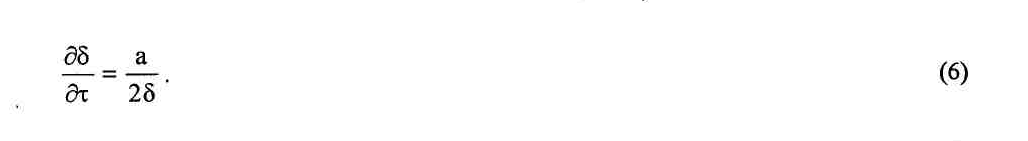 ∂δ/∂τ = a/2δ . (6)